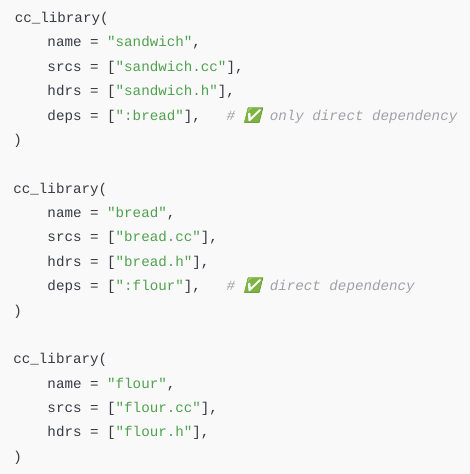 cc_library(
    name = "sandwich",
    srcs = ["sandwich.cc"],
    hdrs = ["sandwich.h"],
    deps = [":bread"],   # ✅ only direct dependency
)

cc_library(
    name = "bread",
    srcs = ["bread.cc"],
    hdrs = ["bread.h"],
    deps = [":flour"],   # ✅ direct dependency
)

cc_library(
    name = "flour",
    srcs = ["flour.cc"],
    hdrs = ["flour.h"],
)